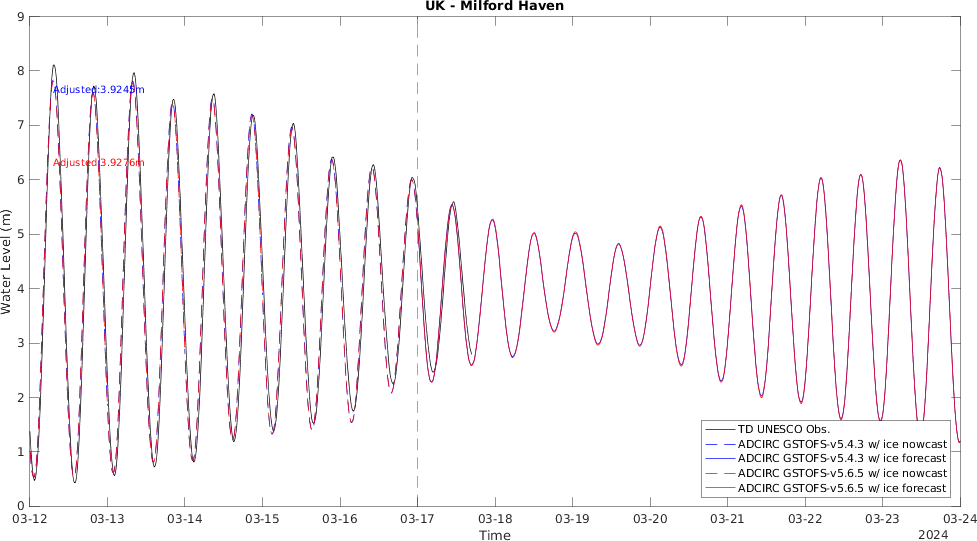 UK - Milford Haven
9
8
7
6
5
4
3
2
1
0
Water Level (m)
Adjusted:3.9245m
Adjusted:3.9276m
TD UNESCO Obs.
ADCIRC GSTOFS-v5.4.3 w/ ice nowcast
ADCIRC GSTOFS-v5.4.3 w/ ice forecast
ADCIRC GSTOFS-v5.6.5 w/ ice nowcast
ADCIRC GSTOFS-v5.6.5 w/ ice forecast
03-12 03-13 03-14 03-15 03-16 03-17 03-18 03-19 03-20 03-21 03-22 03-23 03-24
Time
2024